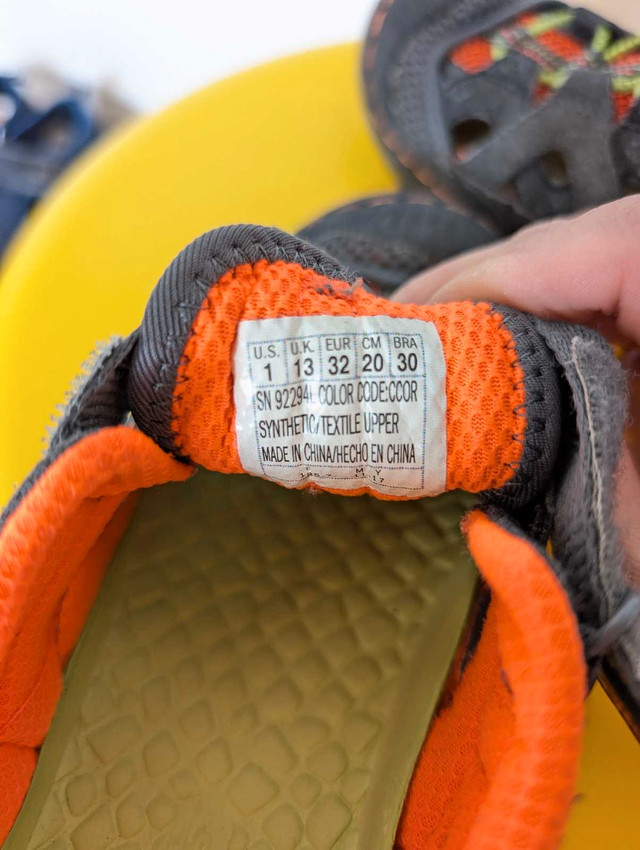 U.S. U.K. EUR CM BRA
1 13 32 20 30
SN 92294L COLOR CODE:CCOR
SYNTHETIC/TEXTILE UPPER
MADE IN CHINA/HECHO EN CHINA